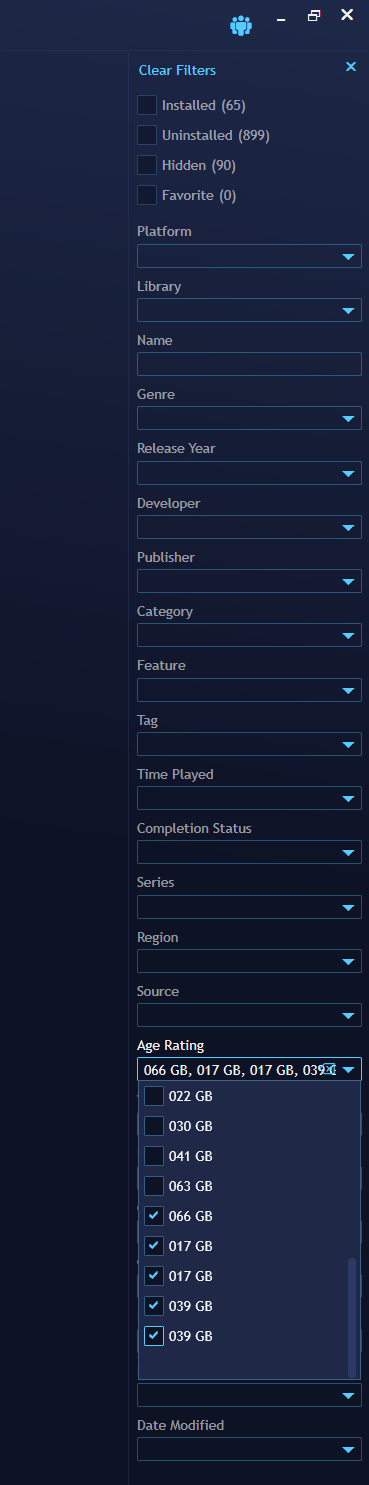 Clear Filters
Installed (65)
Uninstalled (899)
Hidden (90)
Favorite (0)
Platform
Library
Name
Genre
Release Year
Developer
Publisher
Category
Feature
Tag
Time Played
Completion Status
Series
Region
Source
Age Rating
066 GB, 017 GB, 017 GB, 039 G
022 GB
030 GB
041 GB
063 GB
066 GB
017 GB
017 GB
039 GB
039 GB
Date Modified